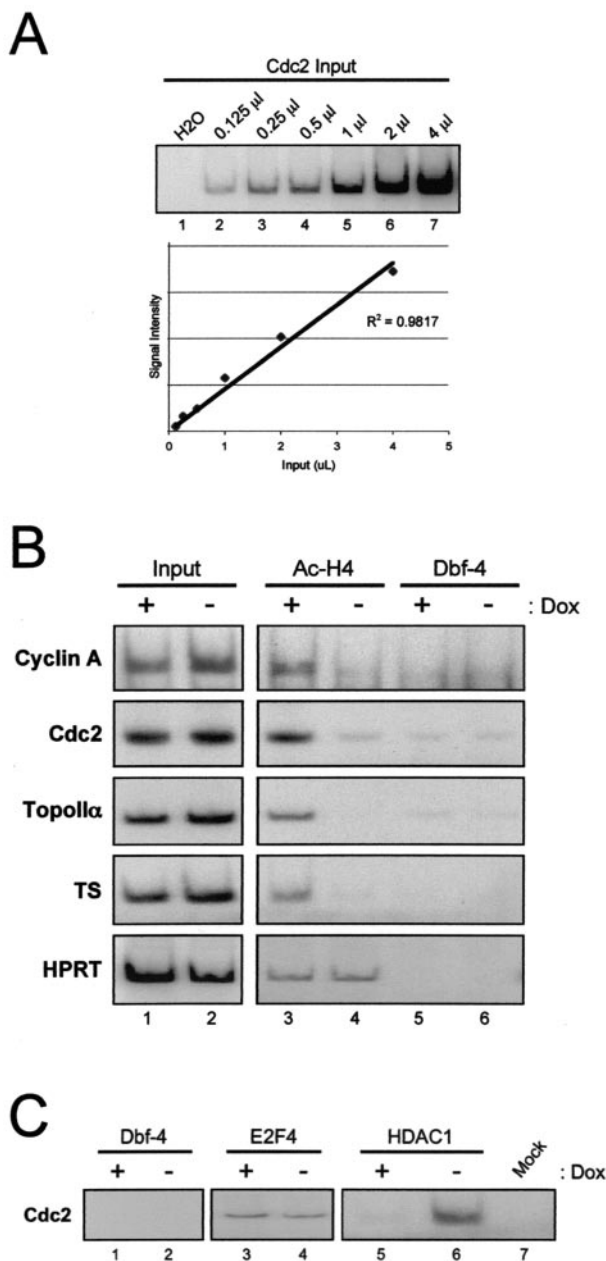 A
Cdc2 Input
H2O 0.125 µl 0.25 µl 0.5 µl 1 µl 2 µl 4 µl
1 2 3 4 5 6 7
Signal Intensity
R² = 0.9817
0 1 2 3 4 5
Input (uL)
B
Input Ac-H4 Dbf-4
+ - + - + - : Dox
Cyclin A
Cdc2
TopoIIα
TS
HPRT
1 2 3 4 5 6
C
Dbf-4 E2F4 HDAC1 Mock
+ - + - + - : Dox
Cdc2
1 2 3 4 5 6 7